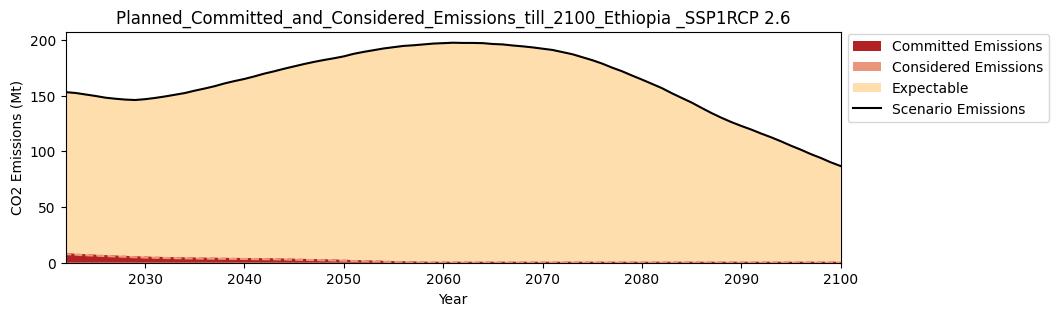 Planned_Committed_and_Considered_Emissions_till_2100_Ethiopia _SSP1RCP 2.6
Committed Emissions
Considered Emissions
Expectable
Scenario Emissions
CO2 Emissions (Mt)
200
150
100
50
0
2030 2040 2050 2060 2070 2080 2090 2100
Year